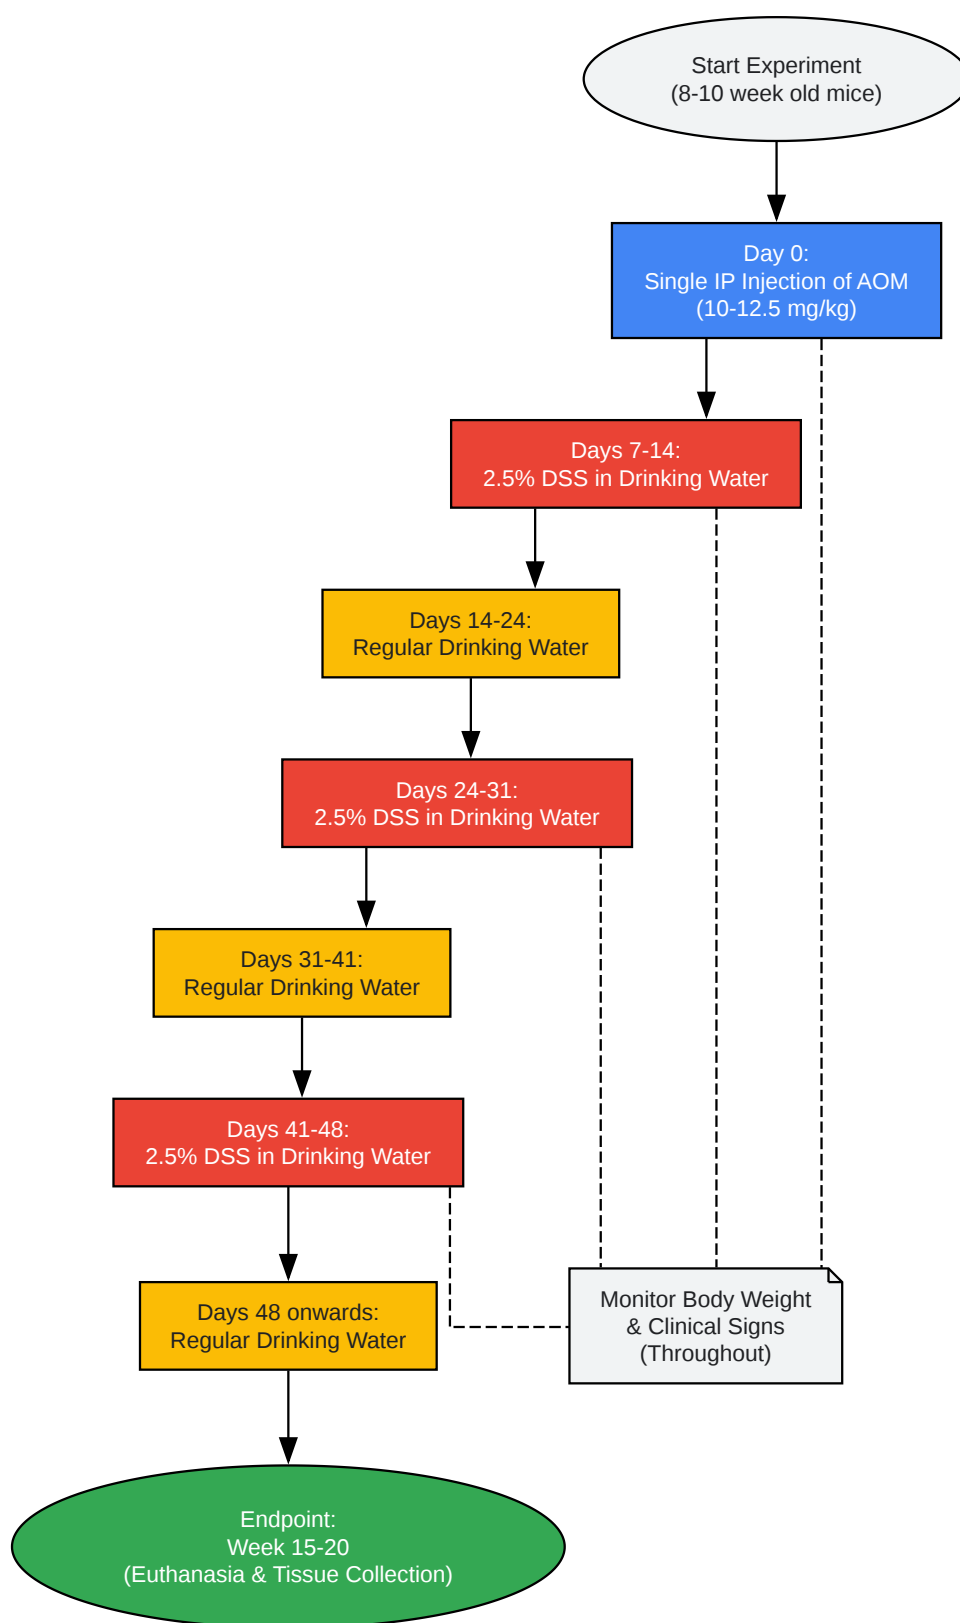 Start Experiment
(8-10 week old mice)
Day 0:
Single IP Injection of AOM
(10-12.5 mg/kg)
Days 7-14:
2.5% DSS in Drinking Water
Days 14-24:
Regular Drinking Water
Days 24-31:
2.5% DSS in Drinking Water
Days 31-41:
Regular Drinking Water
Days 41-48:
2.5% DSS in Drinking Water
Days 48 onwards:
Regular Drinking Water
Monitor Body Weight
& Clinical Signs
(Throughout)
Endpoint:
Week 15-20
(Euthanasia & Tissue Collection)